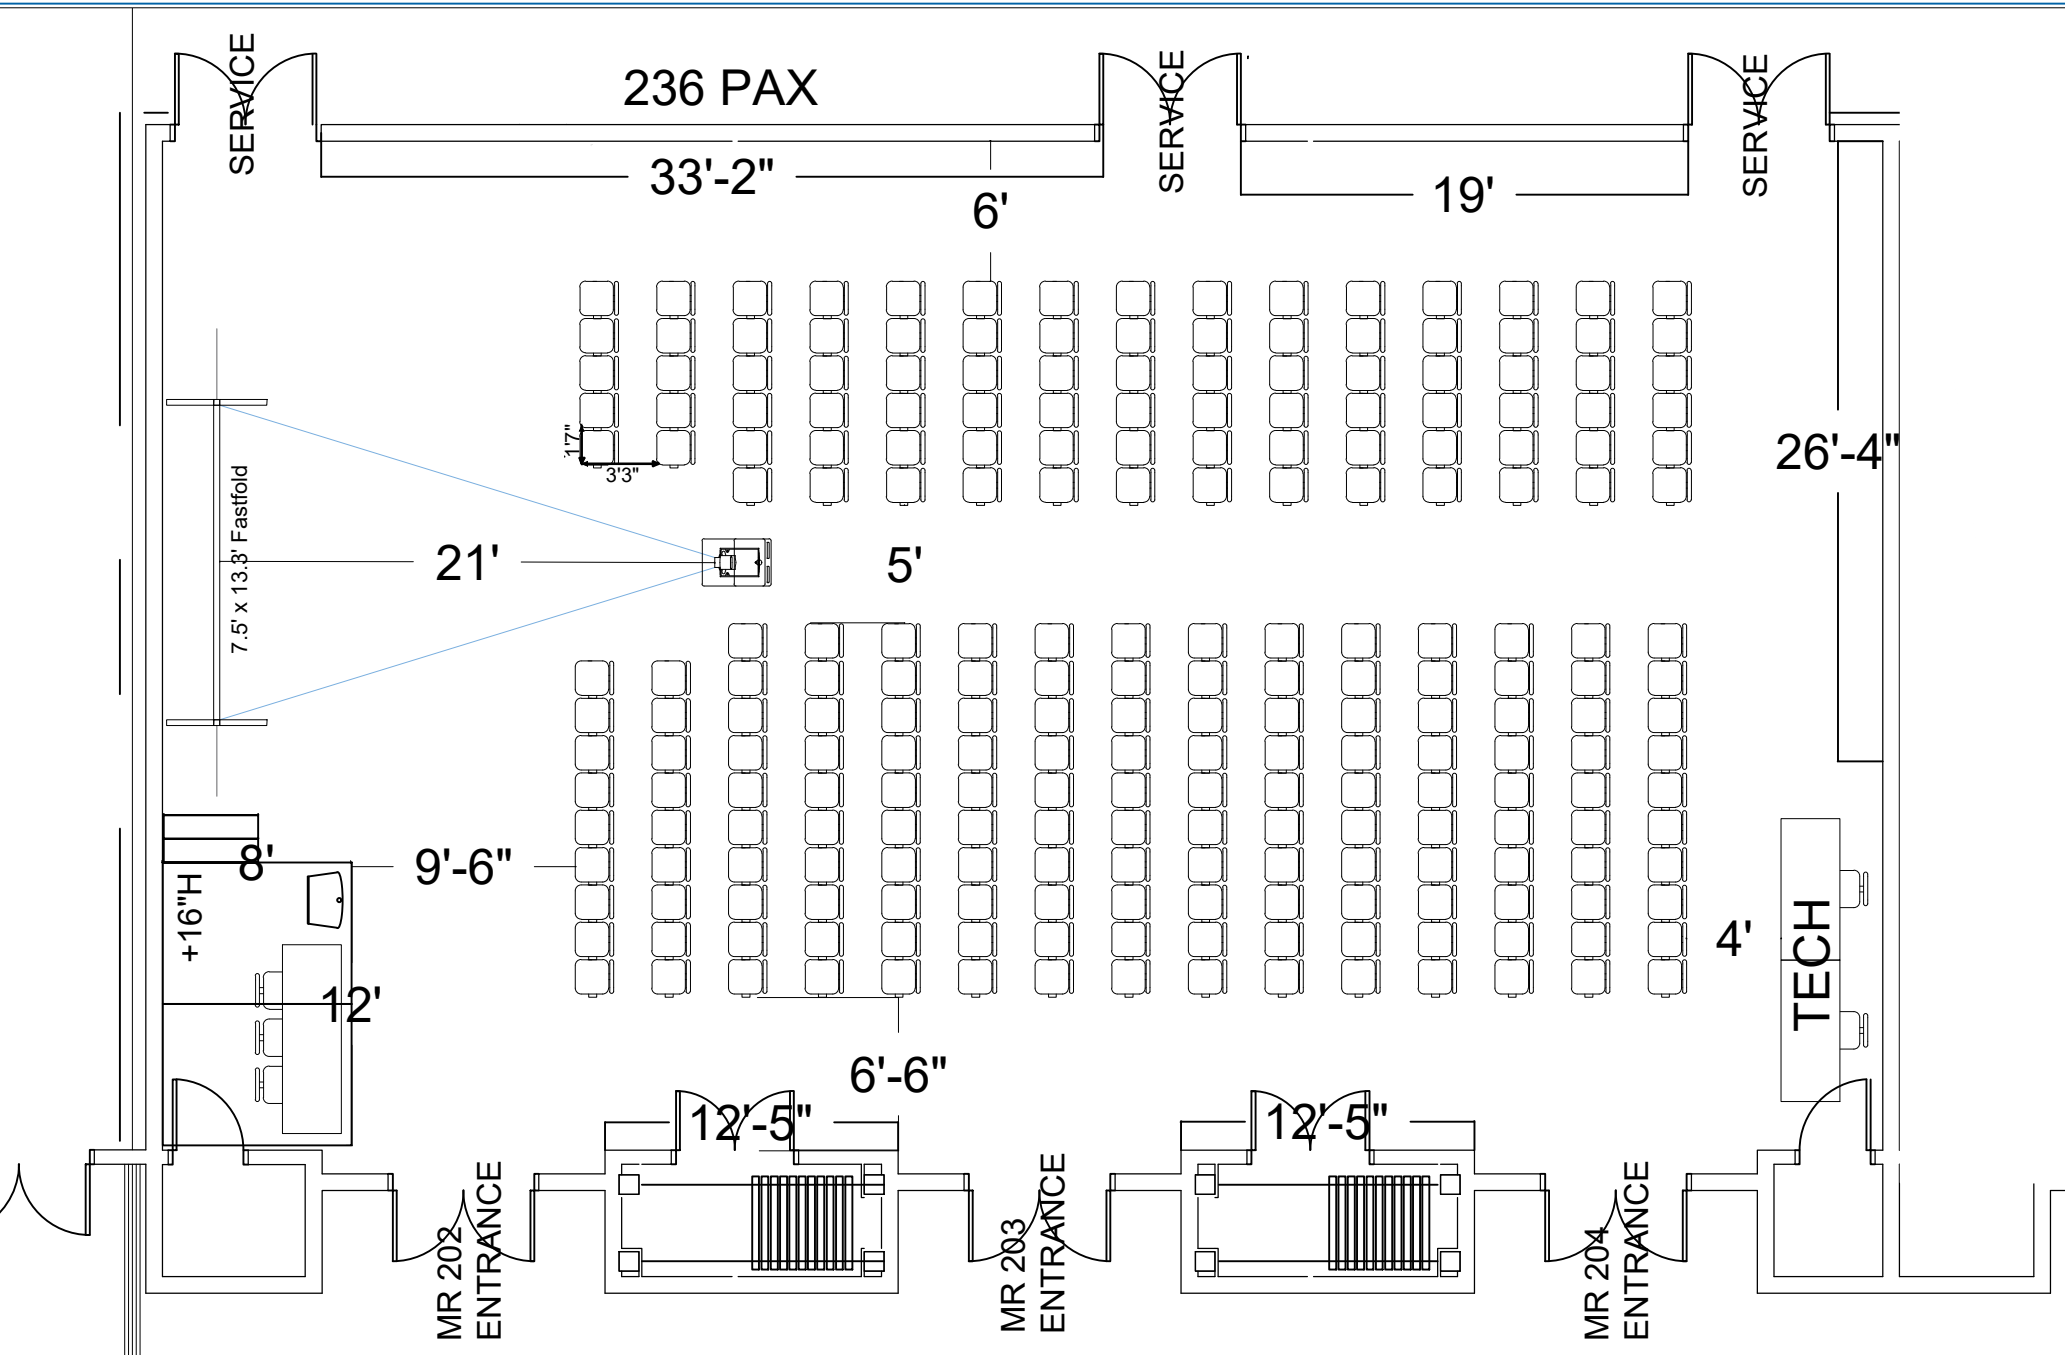 236 PAX
SERVICE
SERVICE
SERVICE
33'-2"
19'
6'
26'-4"
1'7"
3'3"
7.5' x 13.3' Fastfold
21'
5'
8'
9'-6"
+16"H
12'
4'
TECH
6'-6"
12'-5"
12'-5"
MR 202
ENTRANCE
MR 203
ENTRANCE
MR 204
ENTRANCE